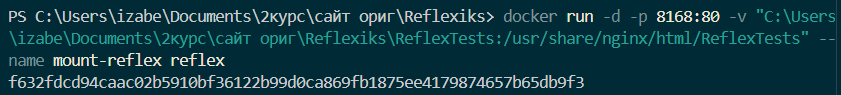 PS C:\Users\izabe\Documents\2курс\сайт ориг\Reflexiks> docker run -d -p 8168:80 -v "C:\Users
\izabe\Documents\2курс\сайт ориг\Reflexiks\ReflexTests:/usr/share/nginx/html/ReflexTests" --
name mount-reflex reflex
f632fdcd94caac02b5910bf36122b99d0ca869fb1875ee4179874657b65db9f3